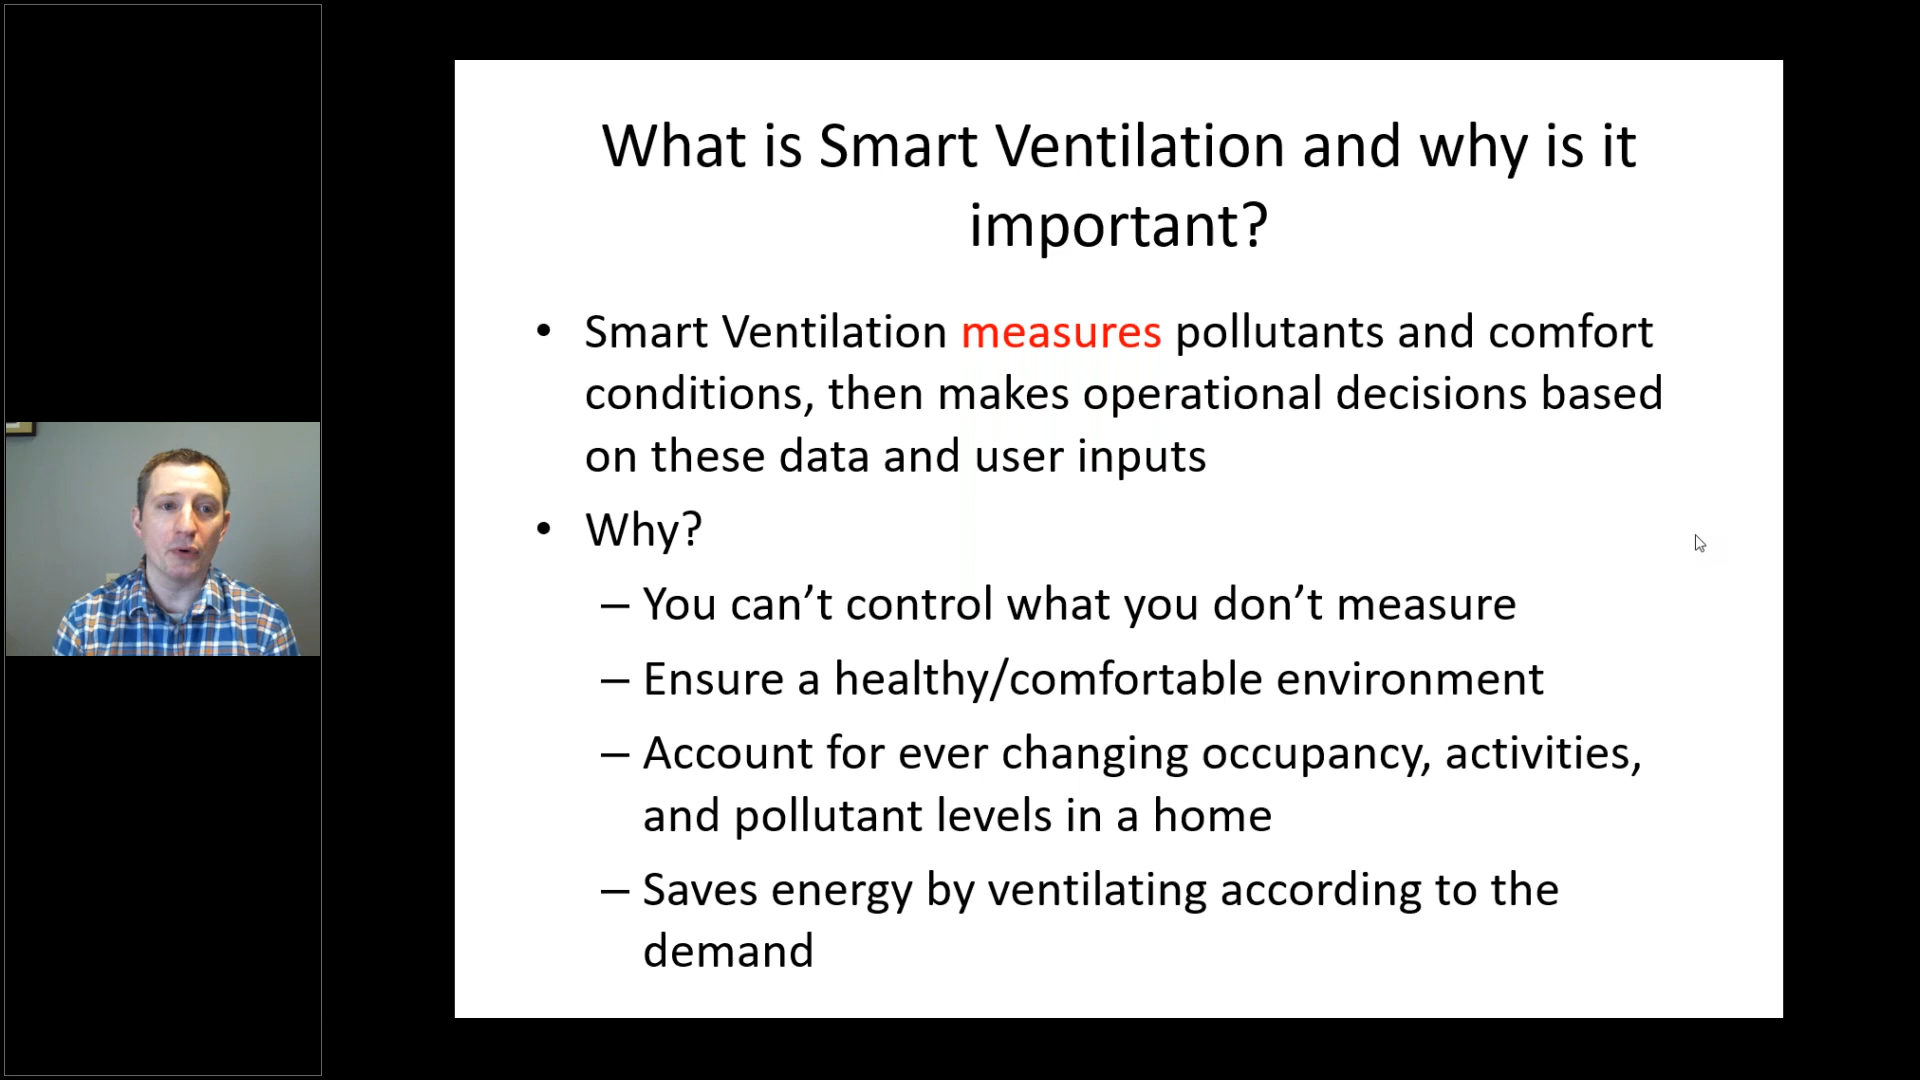 What is Smart Ventilation and why is it
important?
• Smart Ventilation measures pollutants and comfort
conditions, then makes operational decisions based
on these data and user inputs
• Why?
– You can’t control what you don’t measure
– Ensure a healthy/comfortable environment
– Account for ever changing occupancy, activities,
and pollutant levels in a home
– Saves energy by ventilating according to the
demand